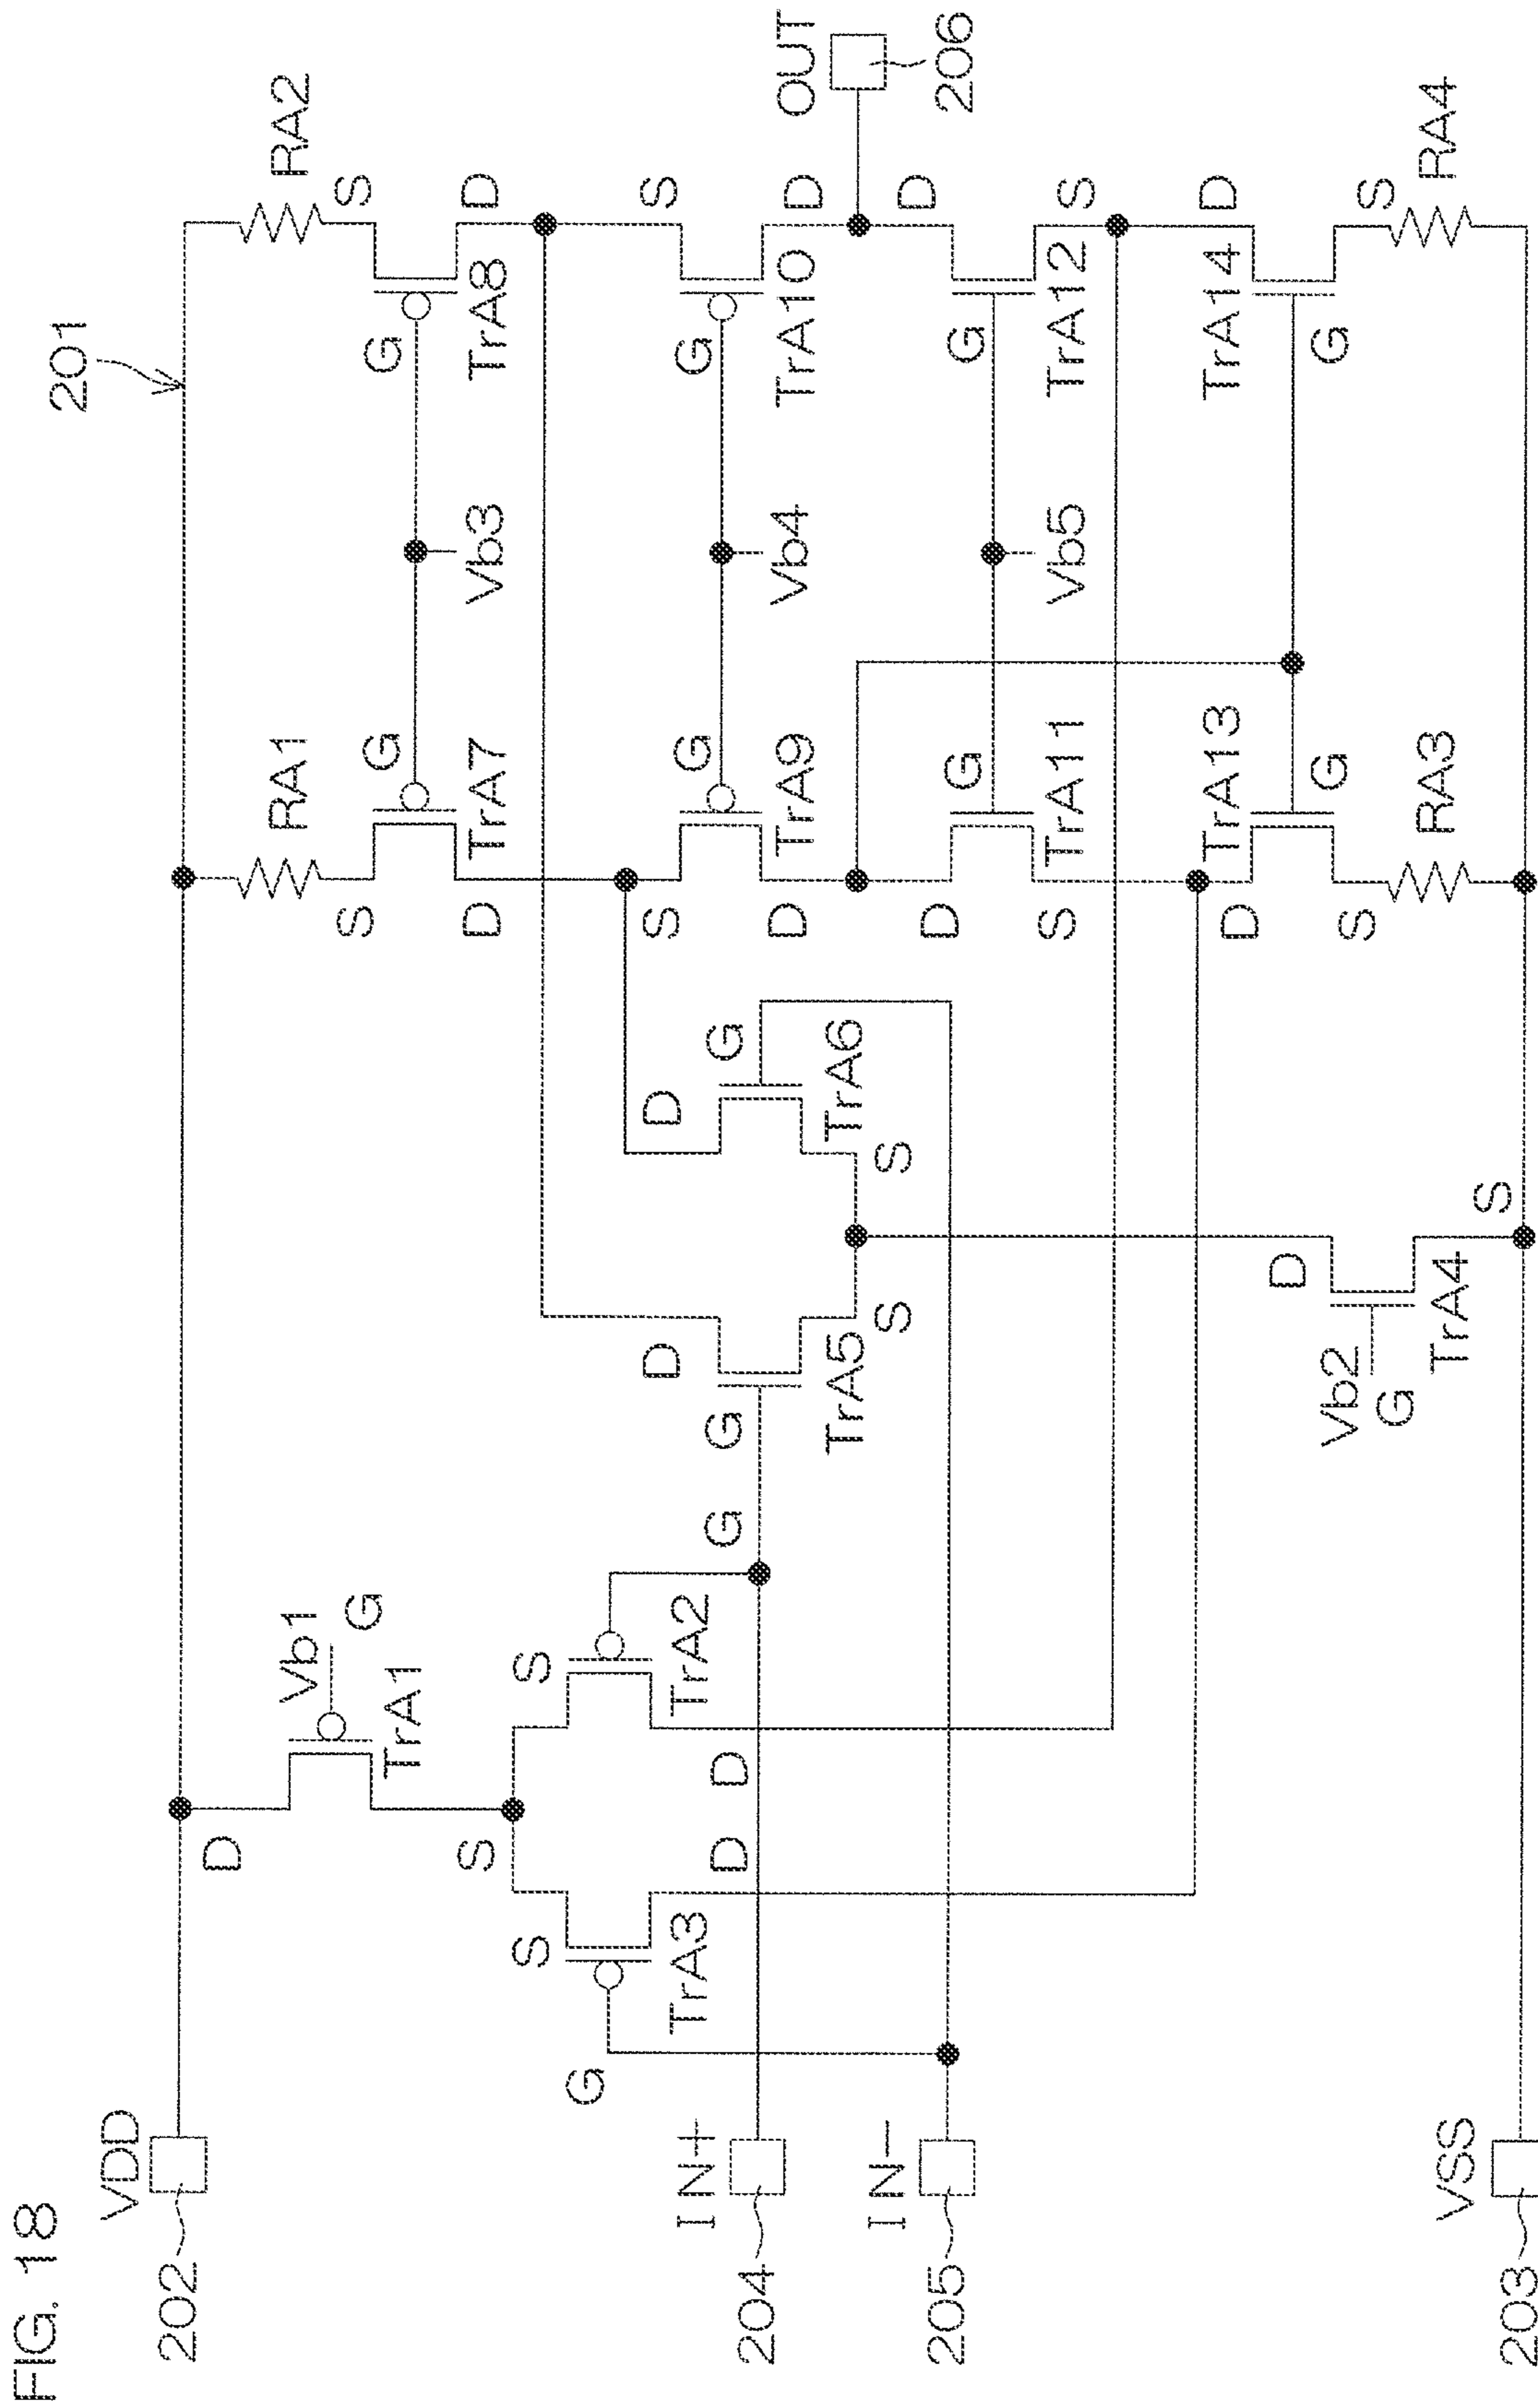 FIG. 18
201
VDD
202
D
Vb1
RA1
RA2
G
S
S
G
G
TrA1
S
D
D
TrA7
Vb3
TrA8
S
S
G
D
D
S
S
TrA3
TrA2
G
G
IN+
G
G
G
D
D
204
D
D
TrA9
Vb4
TrA10
OUT
TrA5
TrA6
IN−
S
S
D
D
205
206
G
G
S
S
TrA11
Vb5
TrA12
D
D
TrA13
TrA14
D
G
G
Vb2
S
S
G
RA3
RA4
TrA4
VSS
S
203